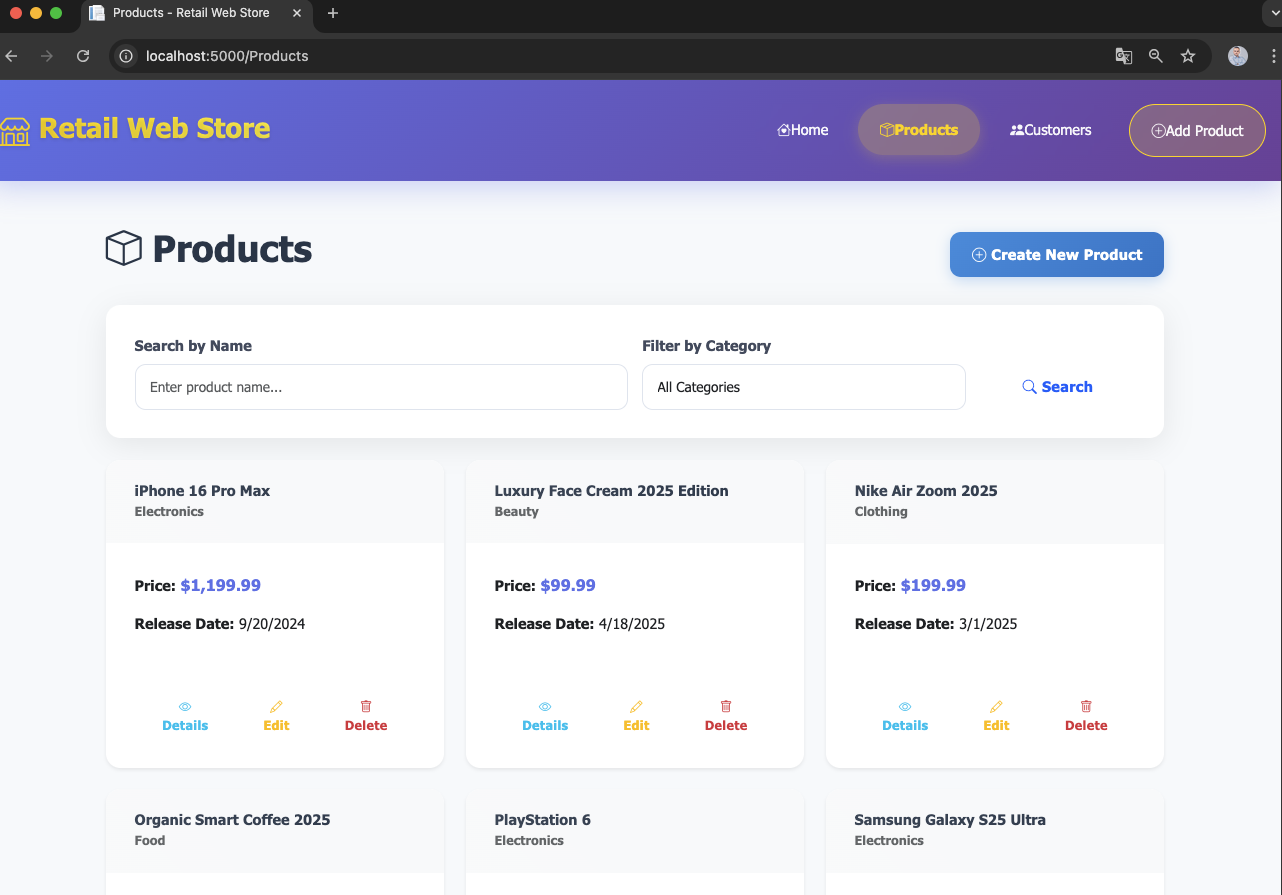 Products - Retail Web Store
localhost:5000/Products
Retail Web Store
Home
Products
Customers
Add Product
Products
Create New Product
Search by Name
Filter by Category
Enter product name...
All Categories
Search
iPhone 16 Pro Max
Electronics
Price: $1,199.99
Release Date: 9/20/2024
Details Edit Delete
Luxury Face Cream 2025 Edition
Beauty
Price: $99.99
Release Date: 4/18/2025
Details Edit Delete
Nike Air Zoom 2025
Clothing
Price: $199.99
Release Date: 3/1/2025
Details Edit Delete
Organic Smart Coffee 2025
Food
PlayStation 6
Electronics
Samsung Galaxy S25 Ultra
Electronics